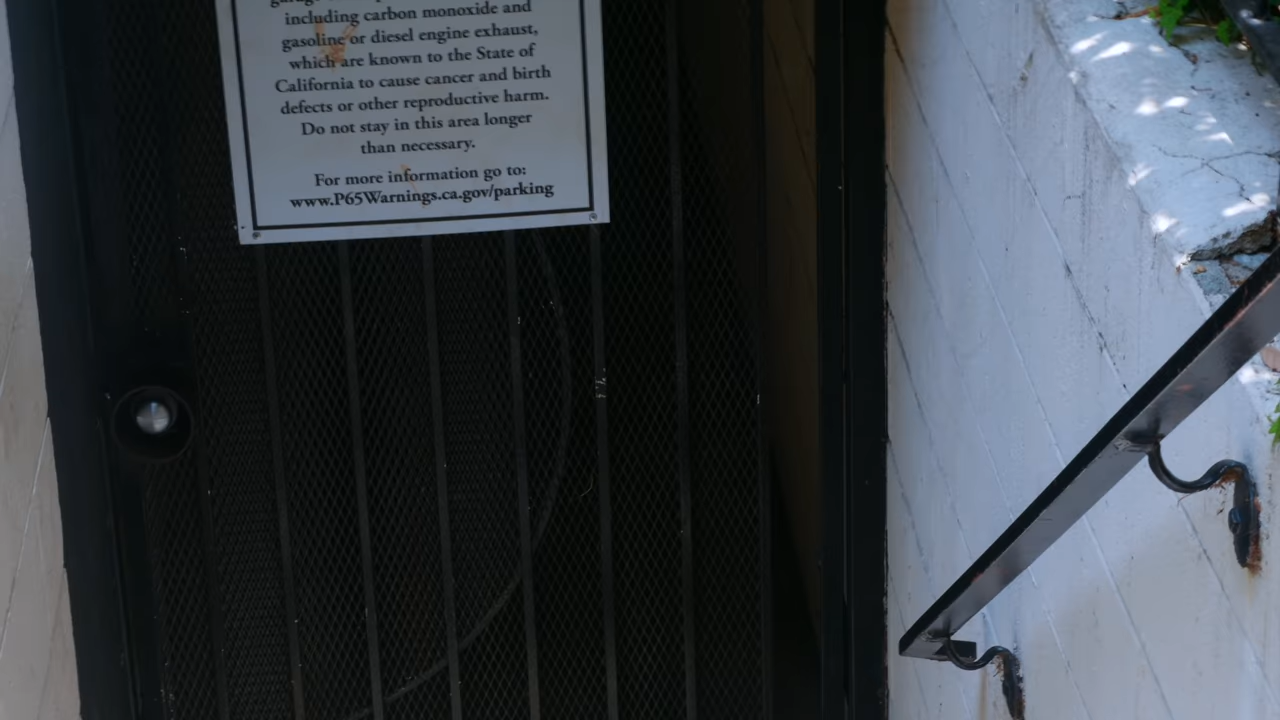 including carbon monoxide and
gasoline or diesel engine exhaust,
which are known to the State of
California to cause cancer and birth
defects or other reproductive harm.
Do not stay in this area longer
than necessary.
For more information go to:
www.P65Warnings.ca.gov/parking